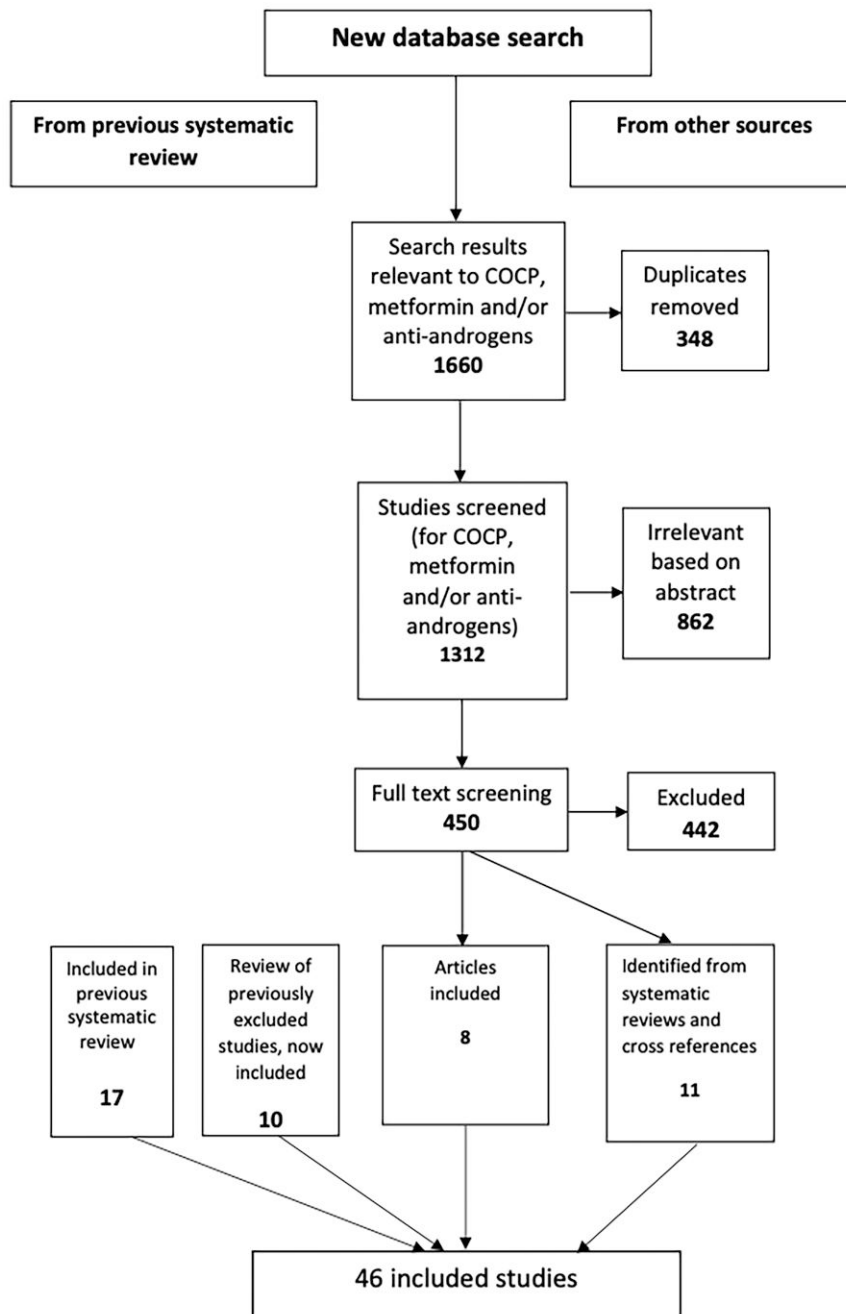 New database search
From previous systematic
review
From other sources
Search results
relevant to COCP,
metformin and/or
anti-androgens
1660
Duplicates
removed
348
Studies screened
(for COCP,
metformin
and/or anti-
androgens)
1312
Irrelevant
based on
abstract
862
Full text screening
450
Excluded
442
Included in
previous
systematic
review
17
Review of
previously
excluded
studies, now
included
10
Articles
included
8
Identified from
systematic
reviews and
cross references
11
46 included studies